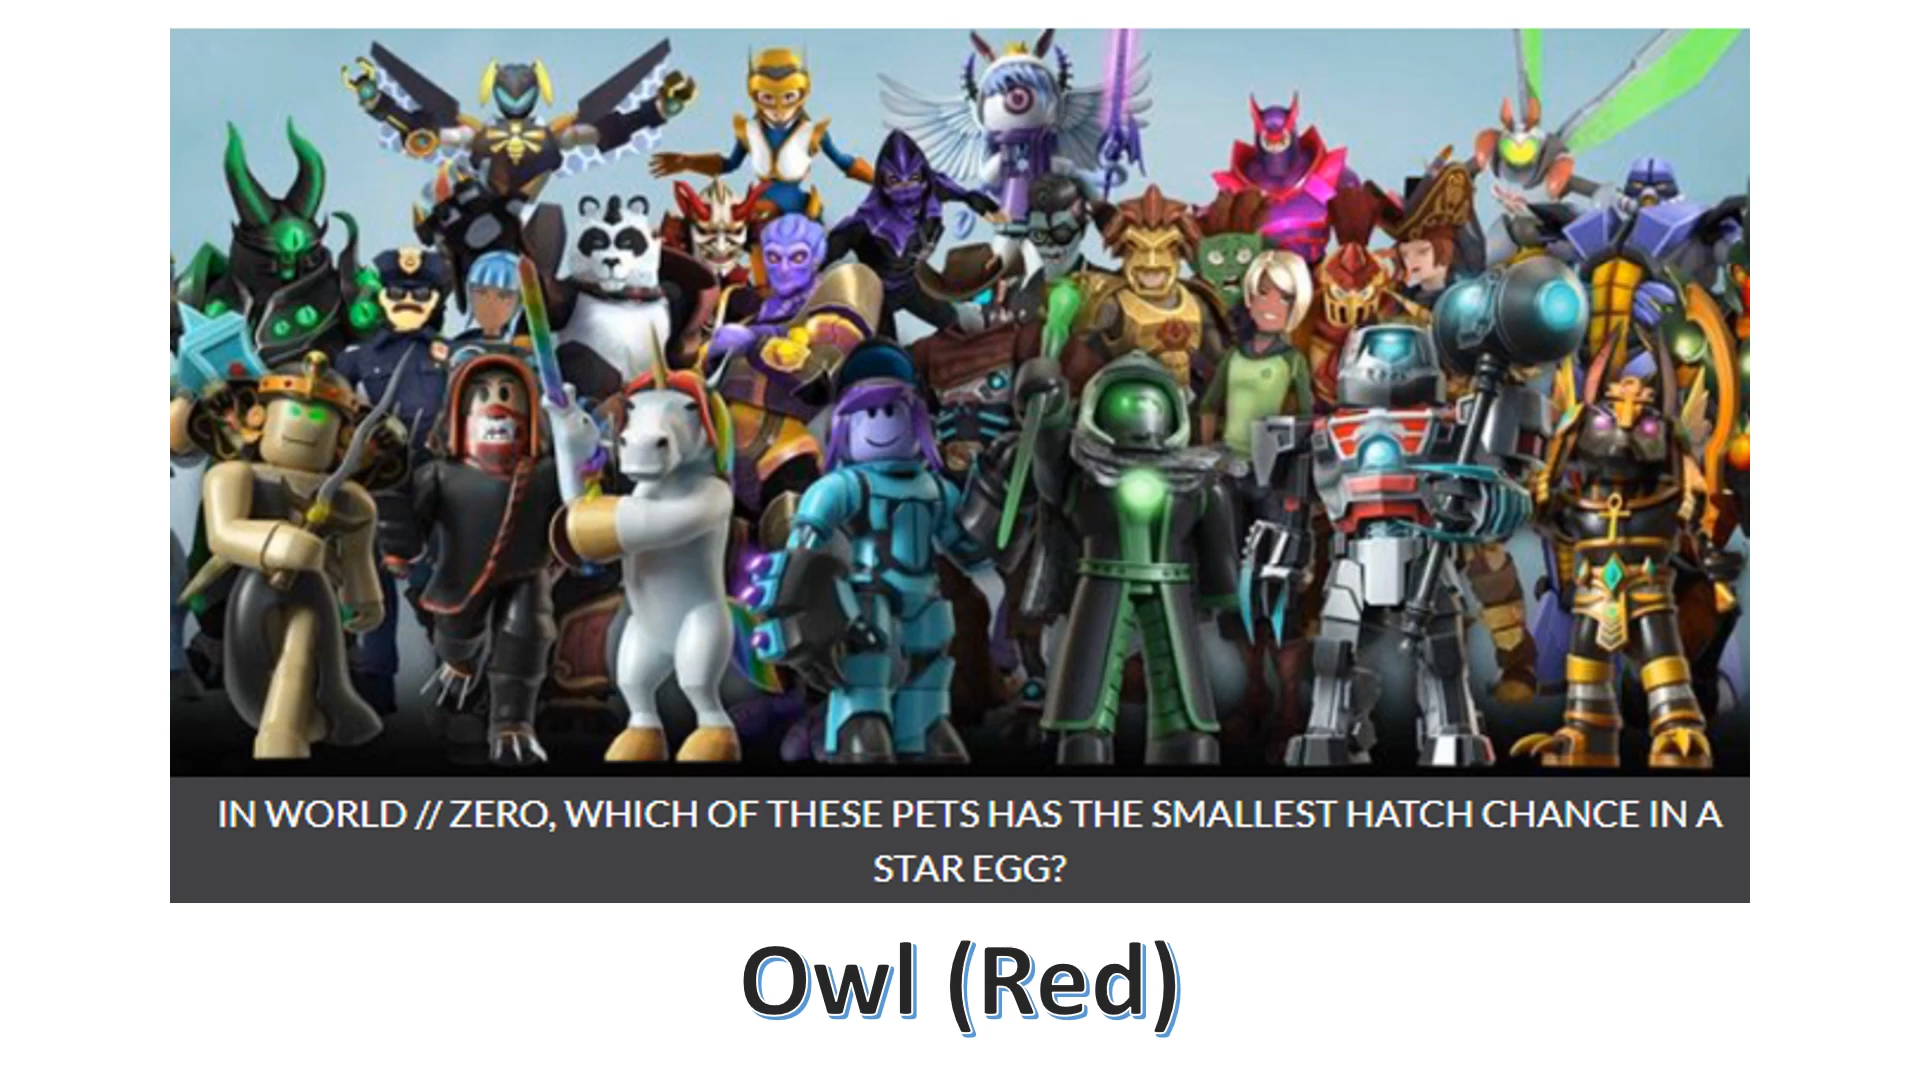 IN WORLD // ZERO, WHICH OF THESE PETS HAS THE SMALLEST HATCH CHANCE IN A
STAR EGG?
Owl (Red)